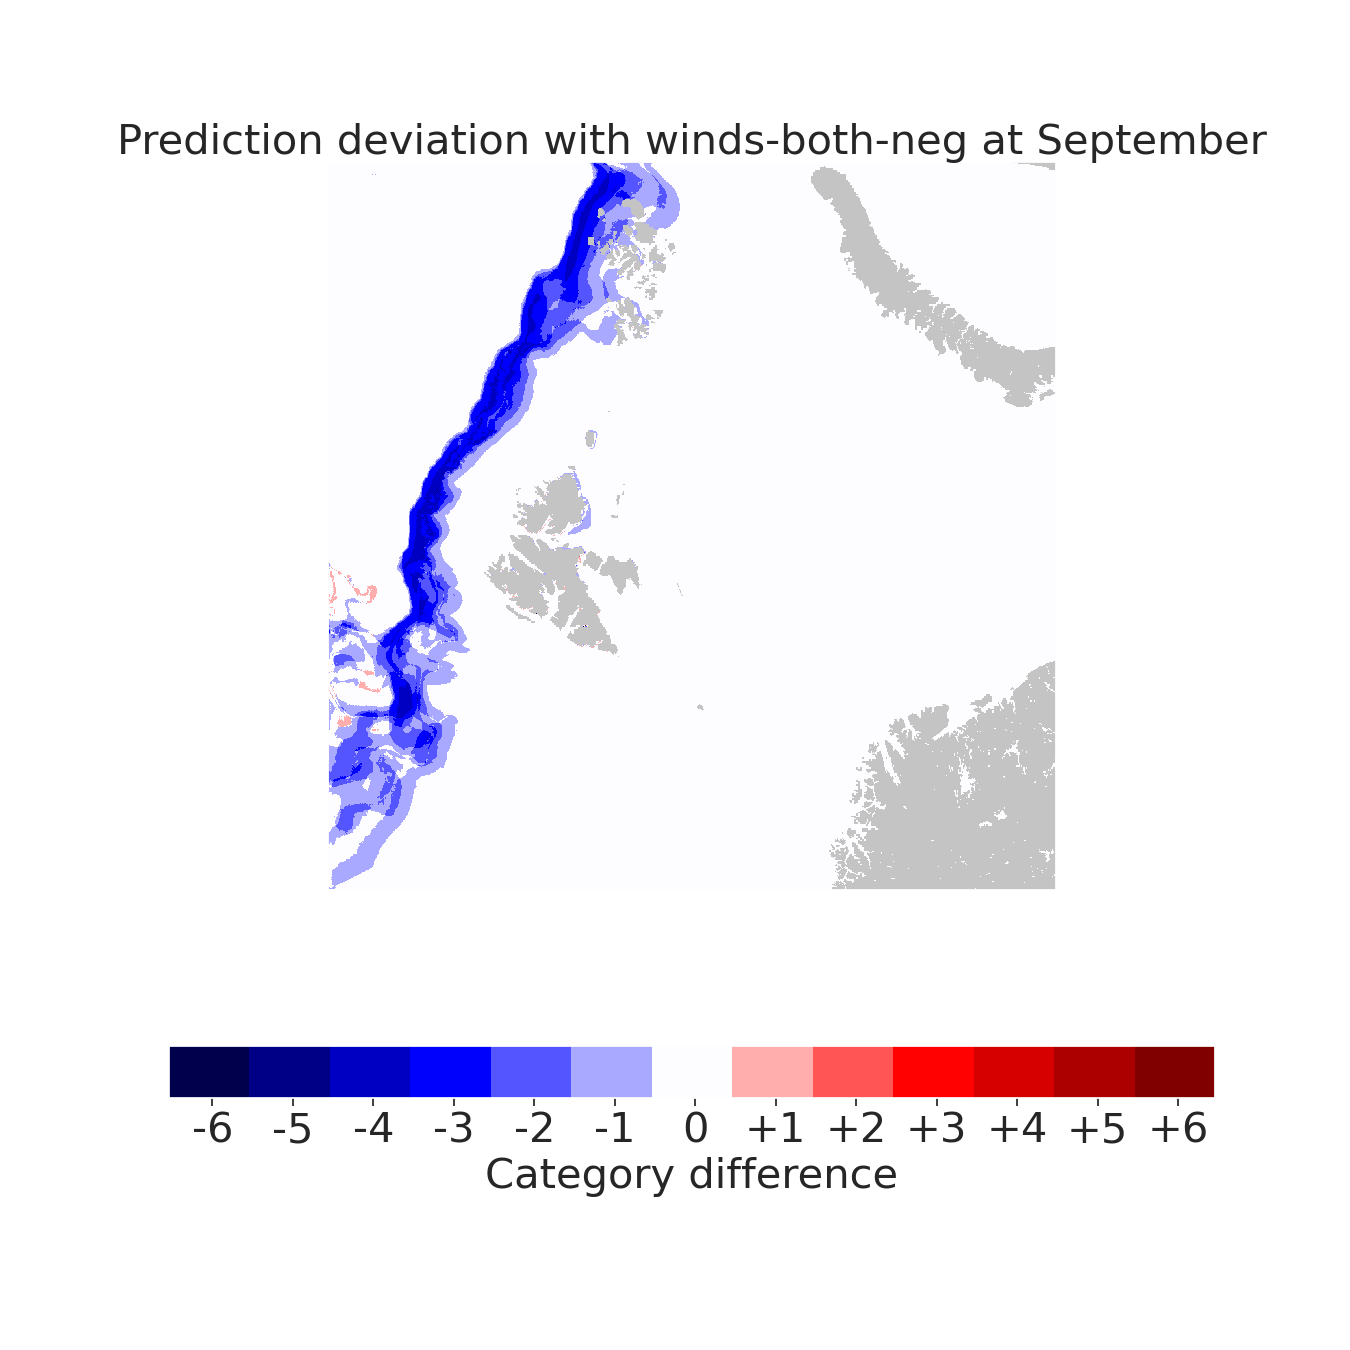 Prediction deviation with winds-both-neg at September
-6 -5 -4 -3 -2 -1 0 +1 +2 +3 +4 +5 +6
Category difference